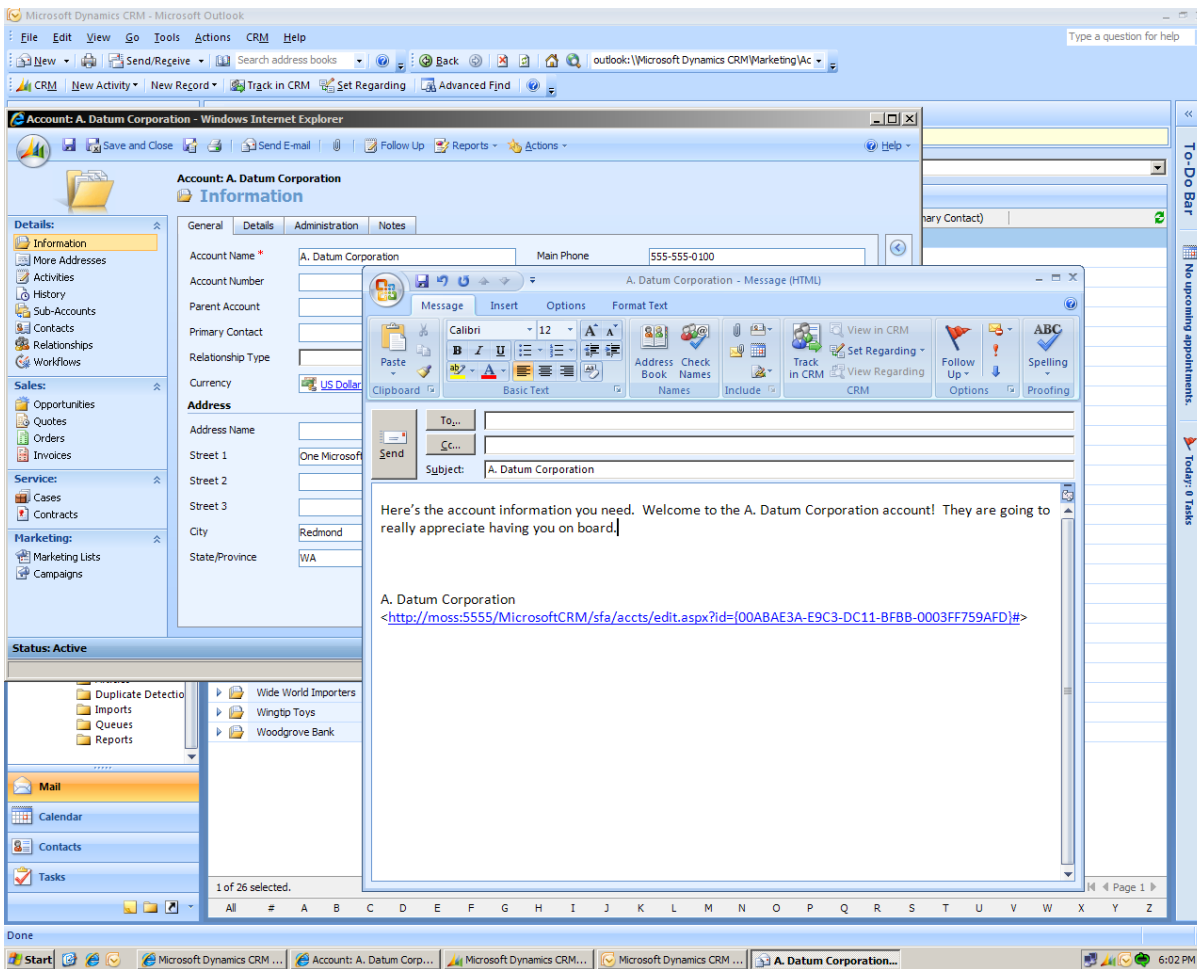 Microsoft Dynamics CRM - Microsoft Outlook
File Edit View Go Tools Actions CRM Help
Type a question for help
New Send/Receive Search address books Back outlook:\\Microsoft Dynamics CRM\Marketing\Ac
CRM New Activity New Record Track in CRM Set Regarding Advanced Find
Account: A. Datum Corporation - Windows Internet Explorer
Save and Close Send E-mail Follow Up Reports Actions Help
Account: A. Datum Corporation
Information
Details:
Information
More Addresses
Activities
History
Sub-Accounts
Contacts
Relationships
Workflows
Sales:
Opportunities
Quotes
Orders
Invoices
Service:
Cases
Contracts
Marketing:
Marketing Lists
Campaigns
Status: Active
General Details Administration Notes
Account Name * A. Datum Corporation Main Phone 555-555-0100
Account Number
Parent Account
Primary Contact
Relationship Type
Currency US Dollar
Address
Address Name
Street 1 One Microsoft
Street 2
Street 3
City Redmond
State/Province WA
Contact)
To-Do Bar
No upcoming appointments.
Today: 0 Tasks
A. Datum Corporation - Message (HTML)
Message Insert Options Format Text
Calibri 12
Paste
B I U
Address Book
Check Names
Track in CRM
View in CRM
Set Regarding
View Regarding
Follow Up
ABC
Spelling
Clipboard Basic Text Names Include CRM Options Proofing
Send
To...
Cc...
Subject: A. Datum Corporation
Here's the account information you need. Welcome to the A. Datum Corporation account! They are going to
really appreciate having you on board.
A. Datum Corporation
<http://moss:5555/MicrosoftCRM/sfa/accts/edit.aspx?id={00ABAE3A-E9C3-DC11-BFBB-0003FF759AFD}#>
Duplicate Detectio
Imports
Queues
Reports
Wide World Importers
Wingtip Toys
Woodgrove Bank
Mail
Calendar
Contacts
Tasks
1 of 26 selected.
Page 1
All # A B C D E F G H I J K L M N O P Q R S T U V W X Y Z
Done
Start Microsoft Dynamics CRM ... Account: A. Datum Corp... Microsoft Dynamics CRM... Microsoft Dynamics CRM ... A. Datum Corporation... 6:02 PM